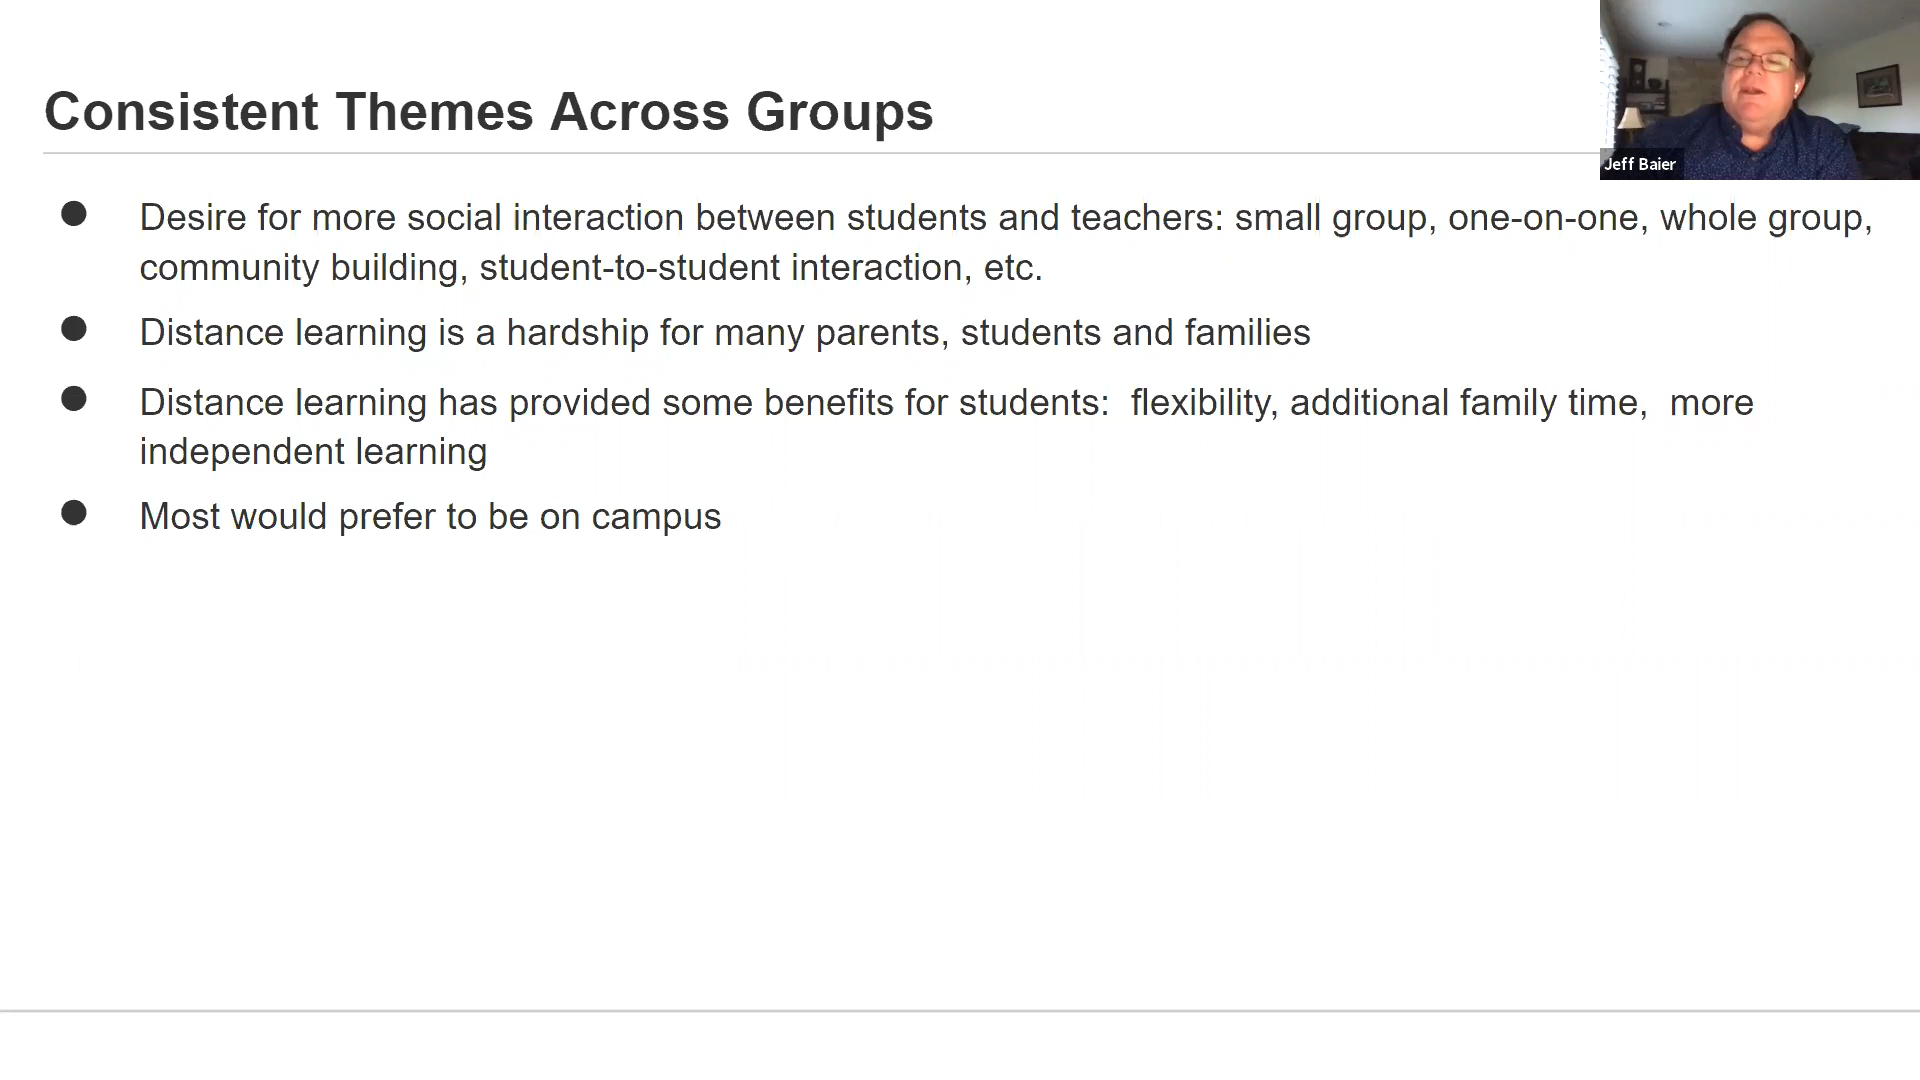 Consistent Themes Across Groups
Jeff Baier
● Desire for more social interaction between students and teachers: small group, one-on-one, whole group,
community building, student-to-student interaction, etc.
● Distance learning is a hardship for many parents, students and families
● Distance learning has provided some benefits for students:  flexibility, additional family time,  more
independent learning
● Most would prefer to be on campus